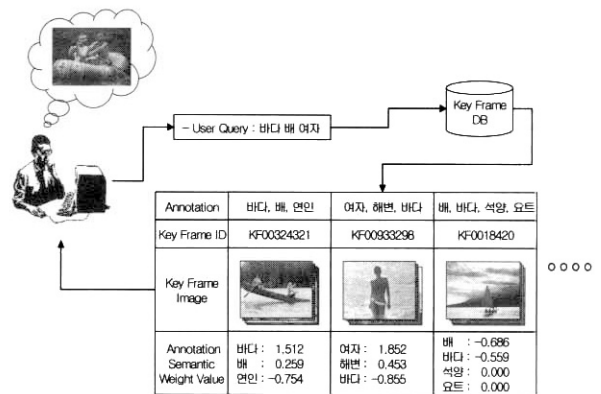 Key Frame
DB
- User Query : 바다 배 여자
Annotation 바다, 배, 연인 여자, 해변, 바다 배, 바다, 석양, 요트
Key Frame ID KF00324321 KF00933298 KF0018420
Key Frame
Image
Annotation
Semantic
Weight Value
바다 : 1.512
배 : 0.259
연인 : -0.754
여자 : 1.852
해변 : 0.453
바다 : -0.855
배 : -0.686
바다 : -0.559
석양 : 0.000
요트 : 0.000